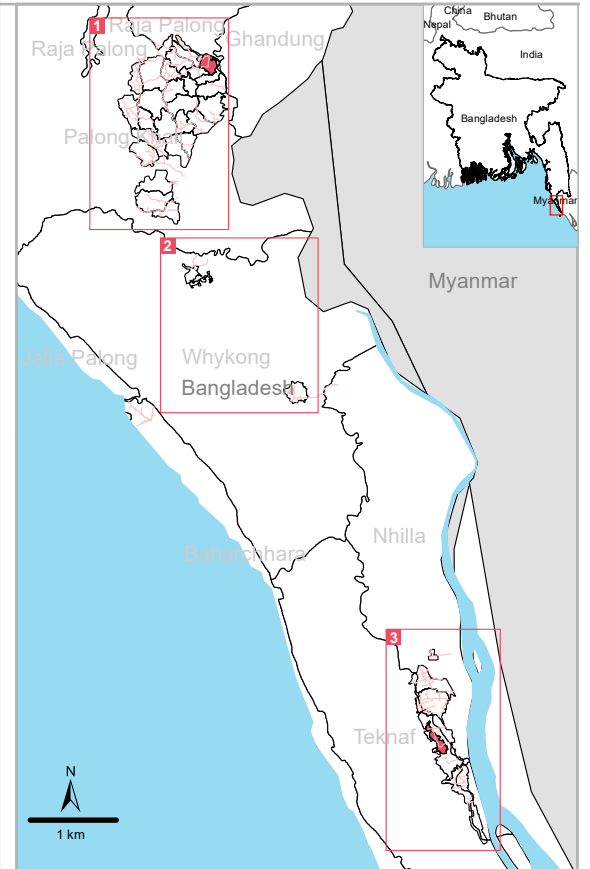 1
Raja Palong
Raja Palong
Ghandung
Palong Khali
China
Nepal
Bhutan
India
Bangladesh
Myanmar
2
Myanmar
Jalia Palong
Whykong
Bangladesh
Nhilla
Baharchhara
3
Teknaf
N
1 km